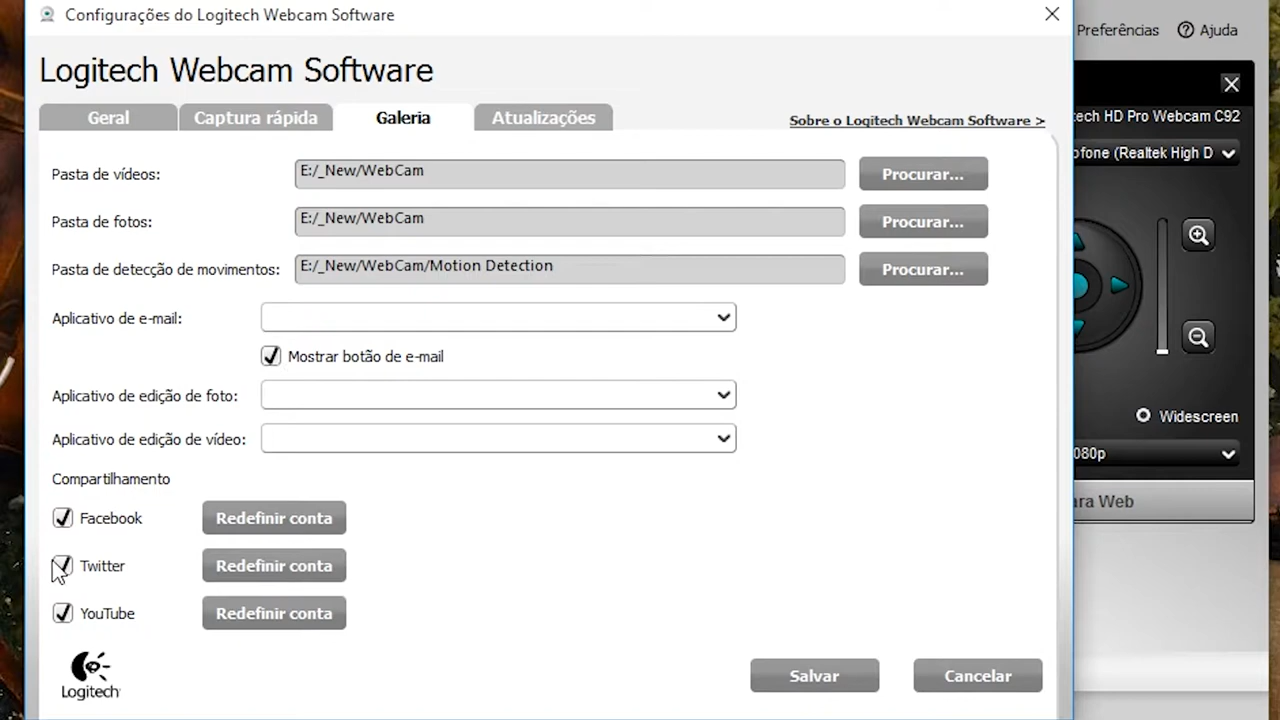 Configurações do Logitech Webcam Software
Preferências
Ajuda
Logitech Webcam Software
Geral
Captura rápida
Galeria
Atualizações
Sobre o Logitech Webcam Software >
tech HD Pro Webcam C92
ofone (Realtek High D
Pasta de vídeos:
E:/_New/WebCam
Procurar...
Pasta de fotos:
E:/_New/WebCam
Procurar...
Pasta de detecção de movimentos:
E:/_New/WebCam/Motion Detection
Procurar...
Aplicativo de e-mail:
Mostrar botão de e-mail
Aplicativo de edição de foto:
Widescreen
Aplicativo de edição de vídeo:
080p
Compartilhamento
ara Web
Facebook
Redefinir conta
Twitter
Redefinir conta
YouTube
Redefinir conta
Logitech
Salvar
Cancelar